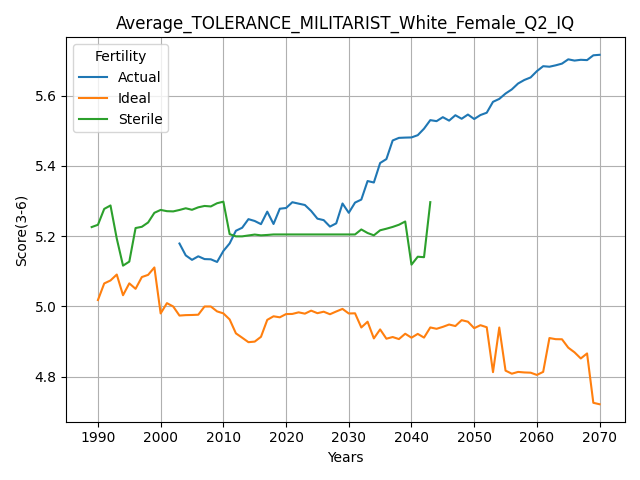 Average_TOLERANCE_MILITARIST_White_Female_Q2_IQ
Fertility
Actual
Ideal
Sterile
Score(3-6)
5.6
5.4
5.2
5.0
4.8
1990 2000 2010 2020 2030 2040 2050 2060 2070
Years